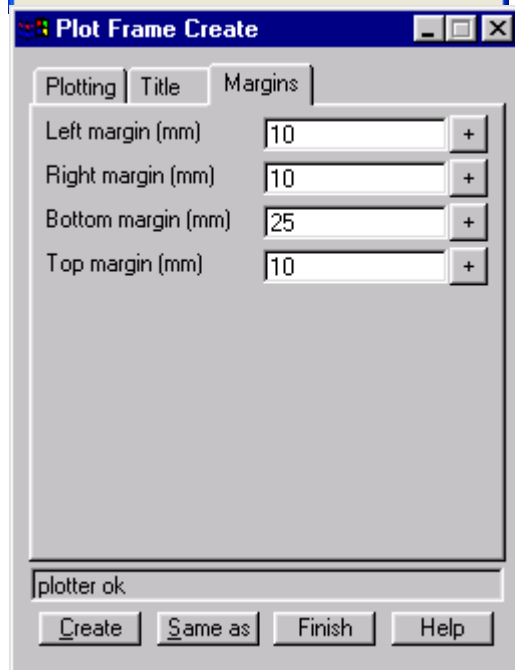 Plot Frame Create
Plotting Title Margins
Left margin (mm) 10 +
Right margin (mm) 10 +
Bottom margin (mm) 25 +
Top margin (mm) 10 +
plotter ok
Create Same as Finish Help